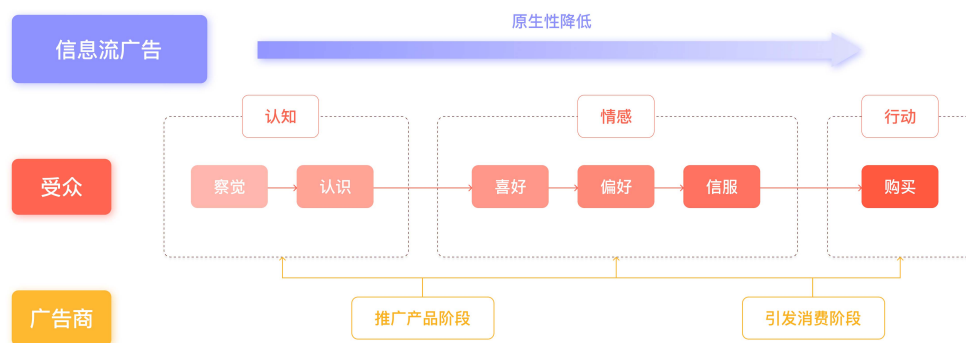 原生性降低
信息流广告
认知
情感
行动
受众
察觉
认识
喜好
偏好
信服
购买
广告商
推广产品阶段
引发消费阶段